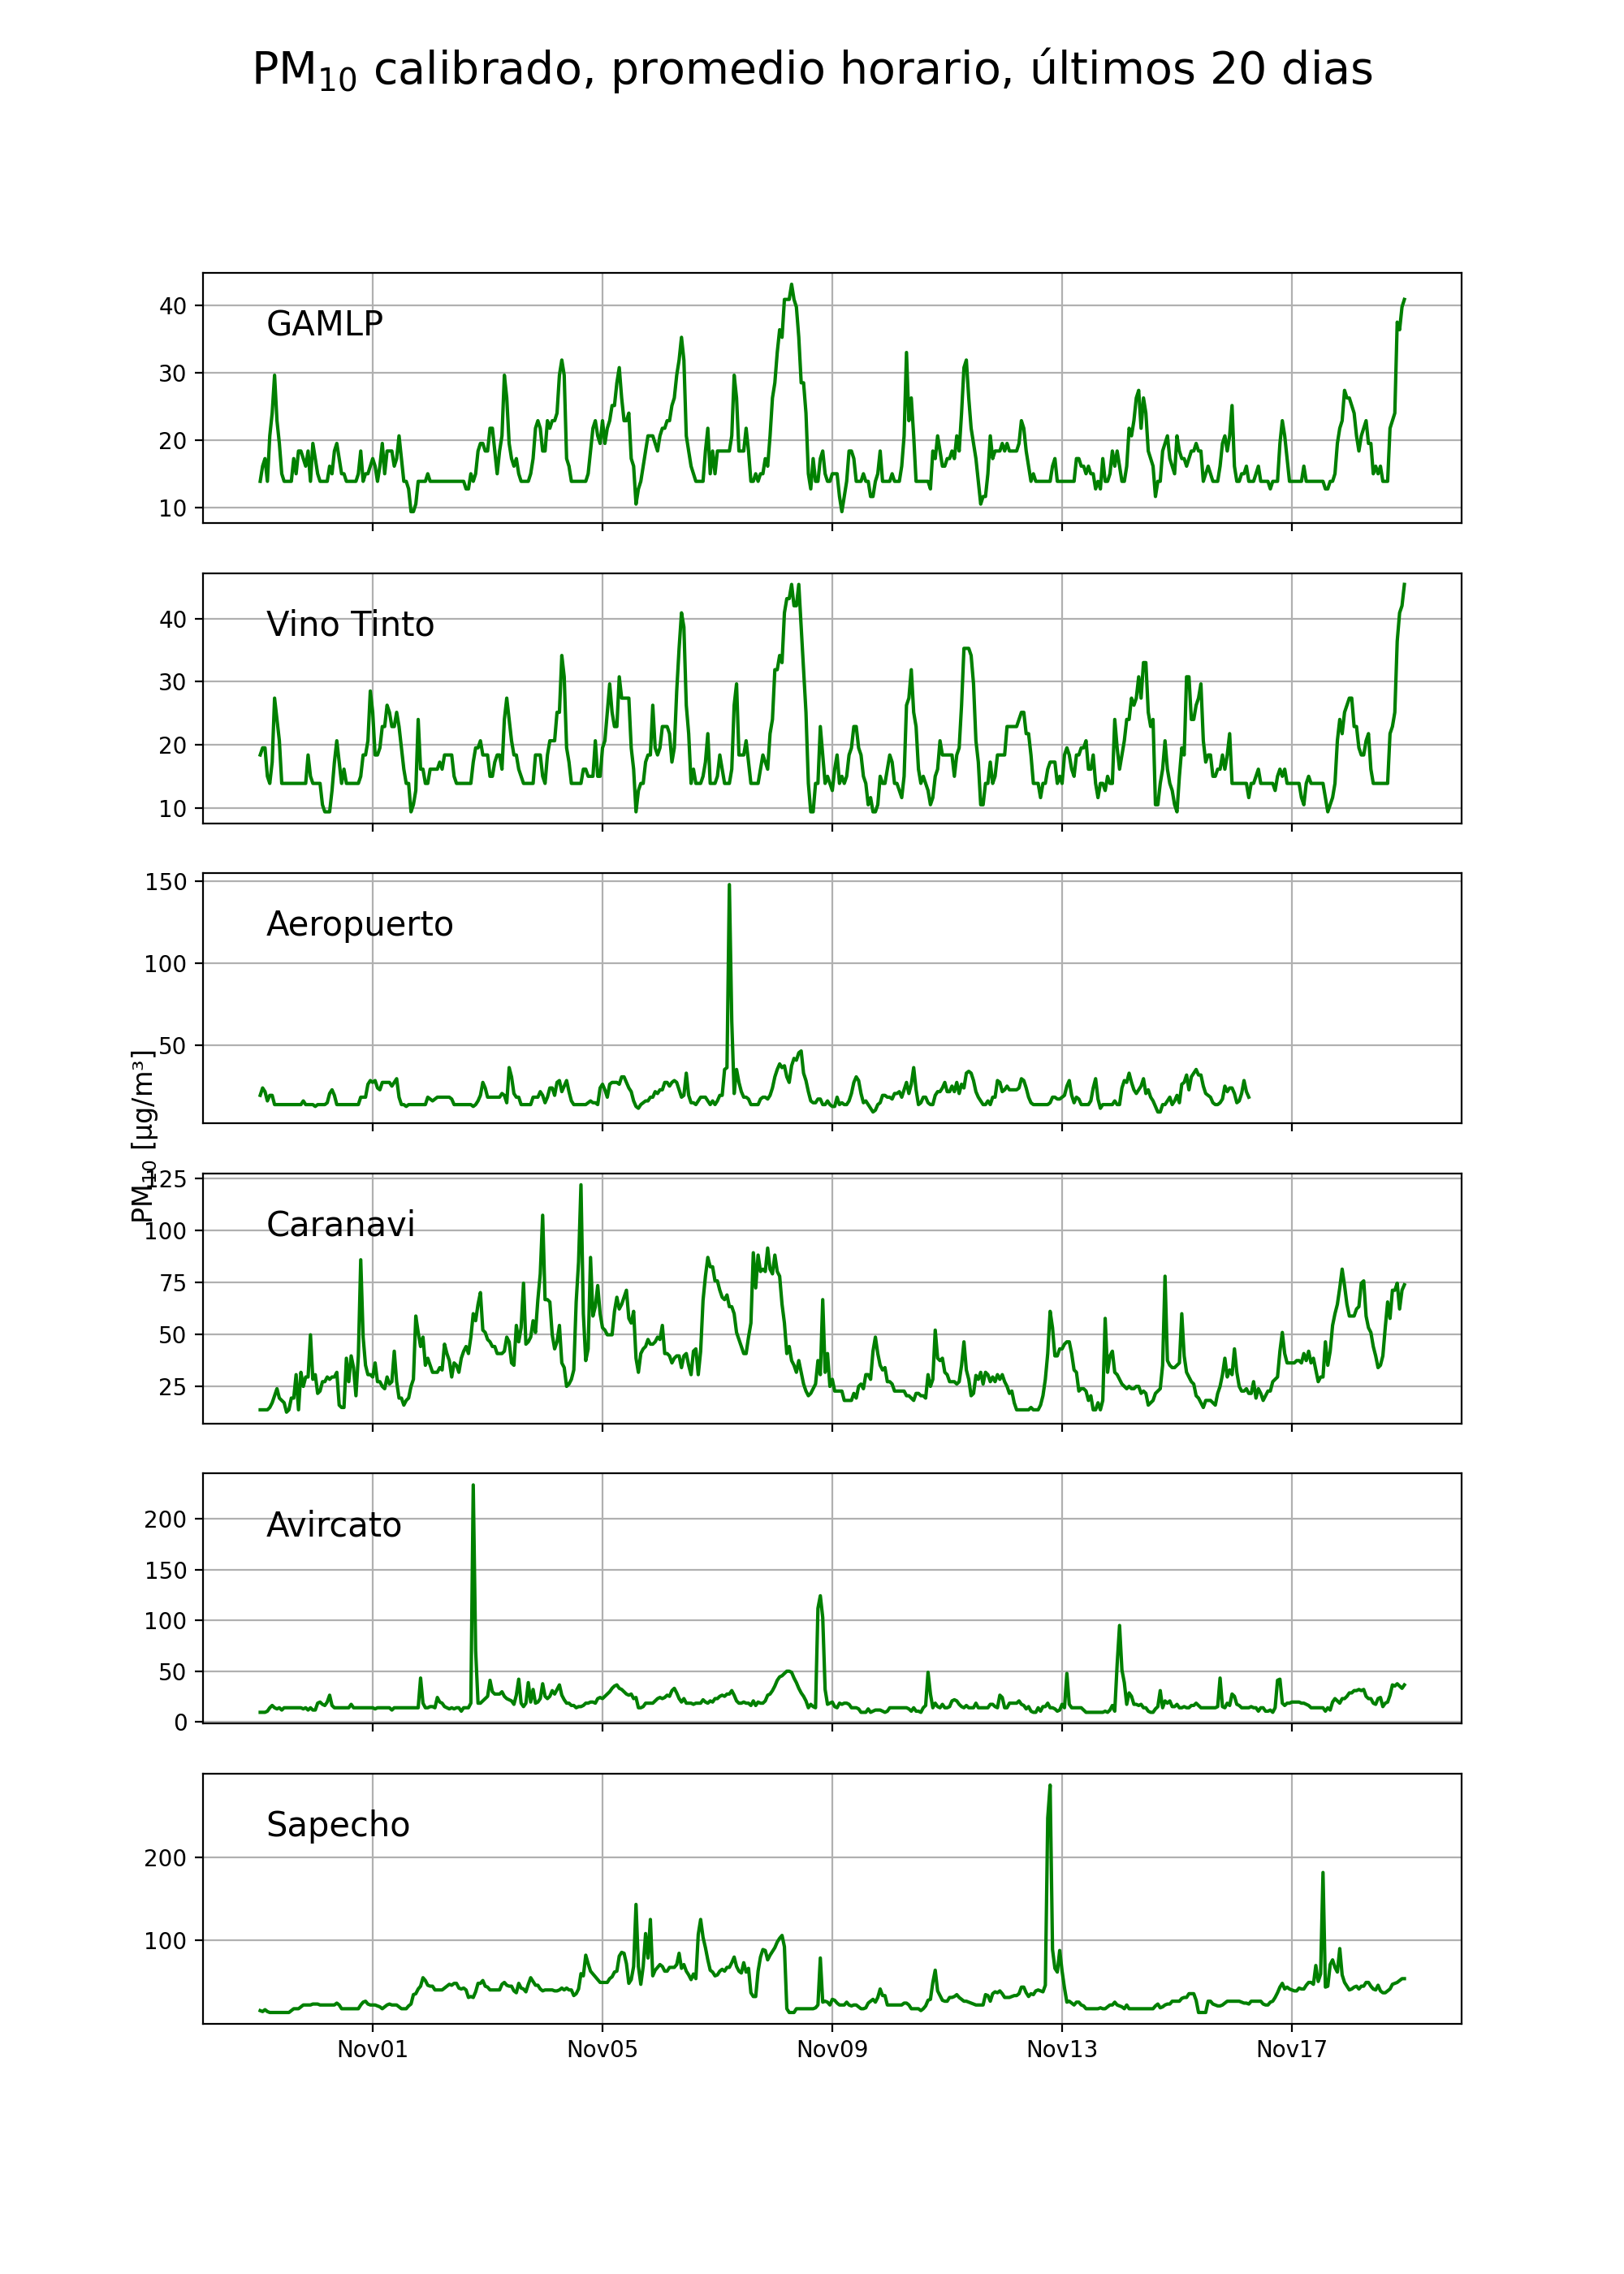 PM₁₀ calibrado, promedio horario, últimos 20 dias
PM₁₀ [µg/m³]
40
30
20
10
GAMLP
40
30
20
10
Vino Tinto
150
100
50
Aeropuerto
125
100
75
50
25
Caranavi
200
150
100
50
0
Avircato
200
100
Sapecho
Nov01 Nov05 Nov09 Nov13 Nov17